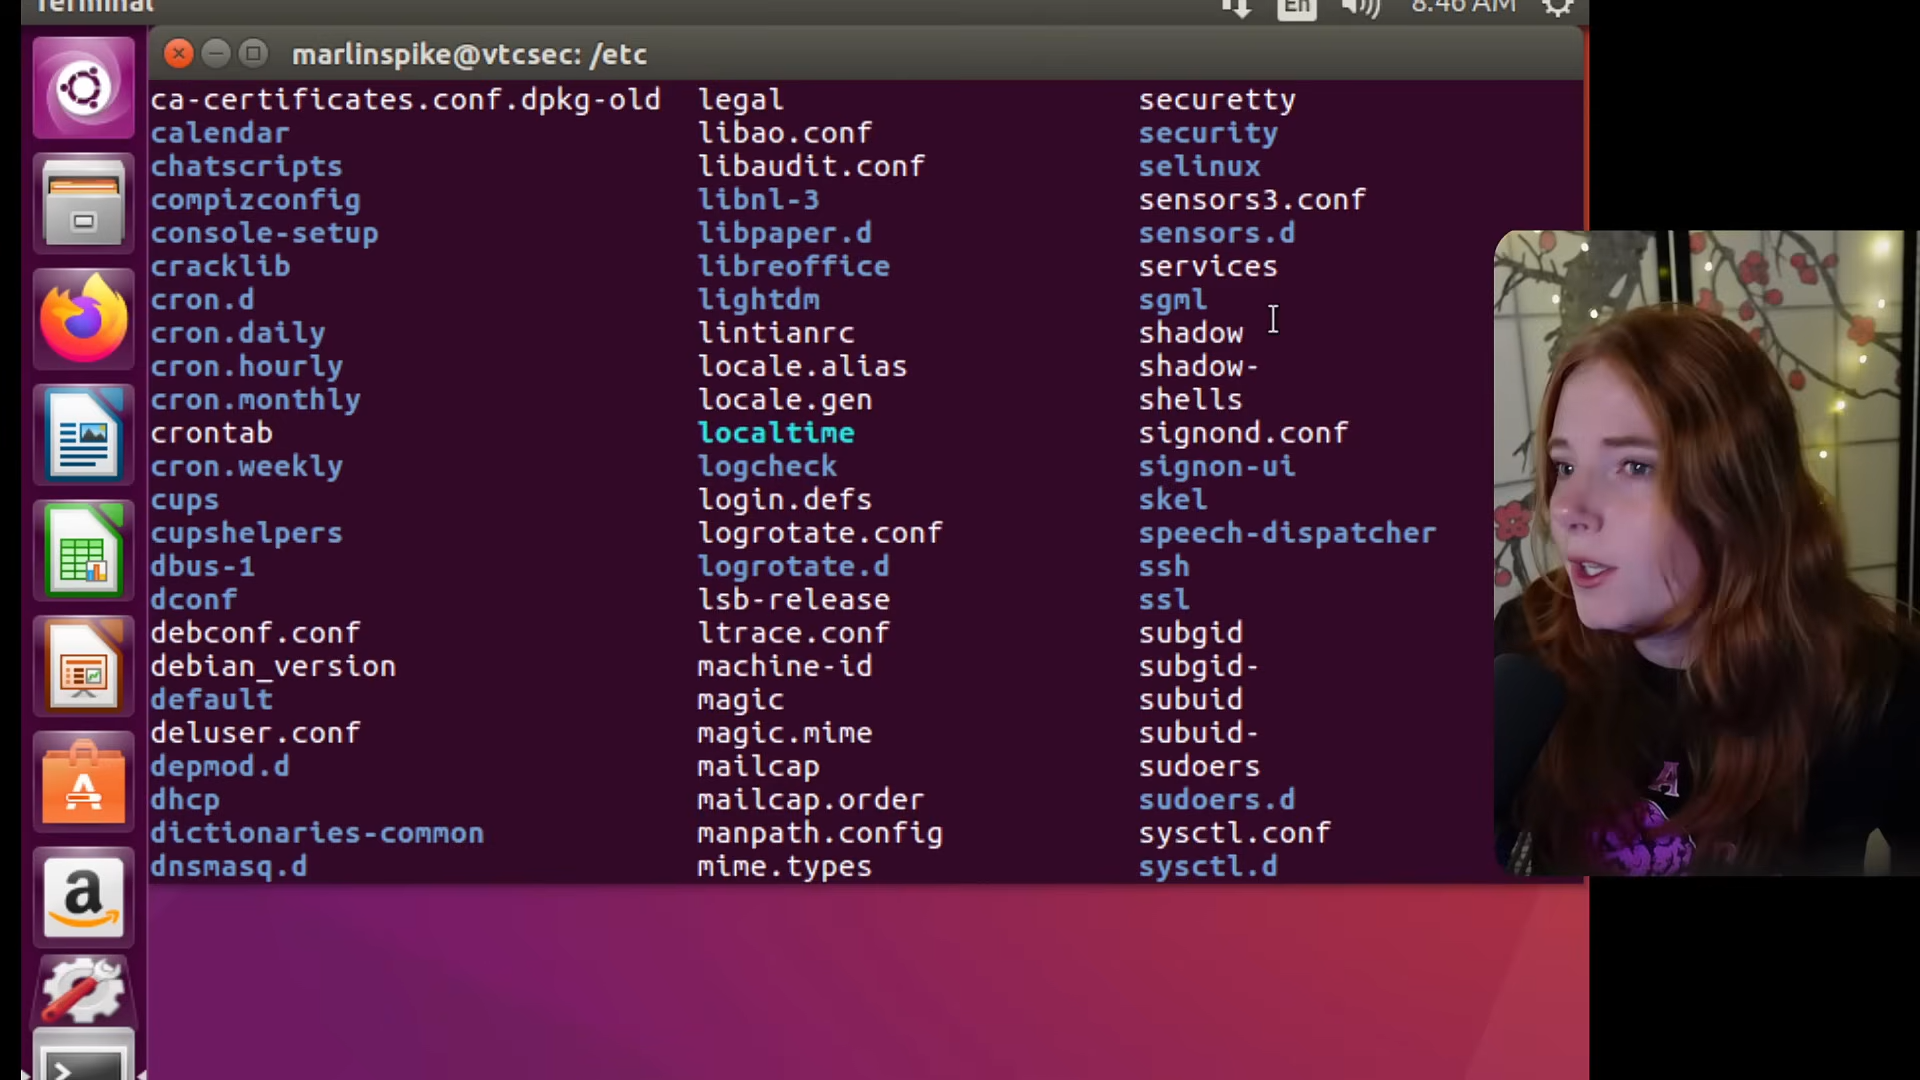 Terminal
En
8:46 AM
marlinspike@vtcsec: /etc
ca-certificates.conf.dpkg-old legal securetty
calendar libao.conf security
chatscripts libaudit.conf selinux
compizconfig libnl-3 sensors3.conf
console-setup libpaper.d sensors.d
cracklib libreoffice services
cron.d lightdm sgml
cron.daily lintianrc shadow
cron.hourly locale.alias shadow-
cron.monthly locale.gen shells
crontab localtime signond.conf
cron.weekly logcheck signon-ui
cups login.defs skel
cupshelpers logrotate.conf speech-dispatcher
dbus-1 logrotate.d ssh
dconf lsb-release ssl
debconf.conf ltrace.conf subgid
debian_version machine-id subgid-
default magic subuid
deluser.conf magic.mime subuid-
depmod.d mailcap sudoers
dhcp mailcap.order sudoers.d
dictionaries-common manpath.config sysctl.conf
dnsmasq.d mime.types sysctl.d
A
a
A